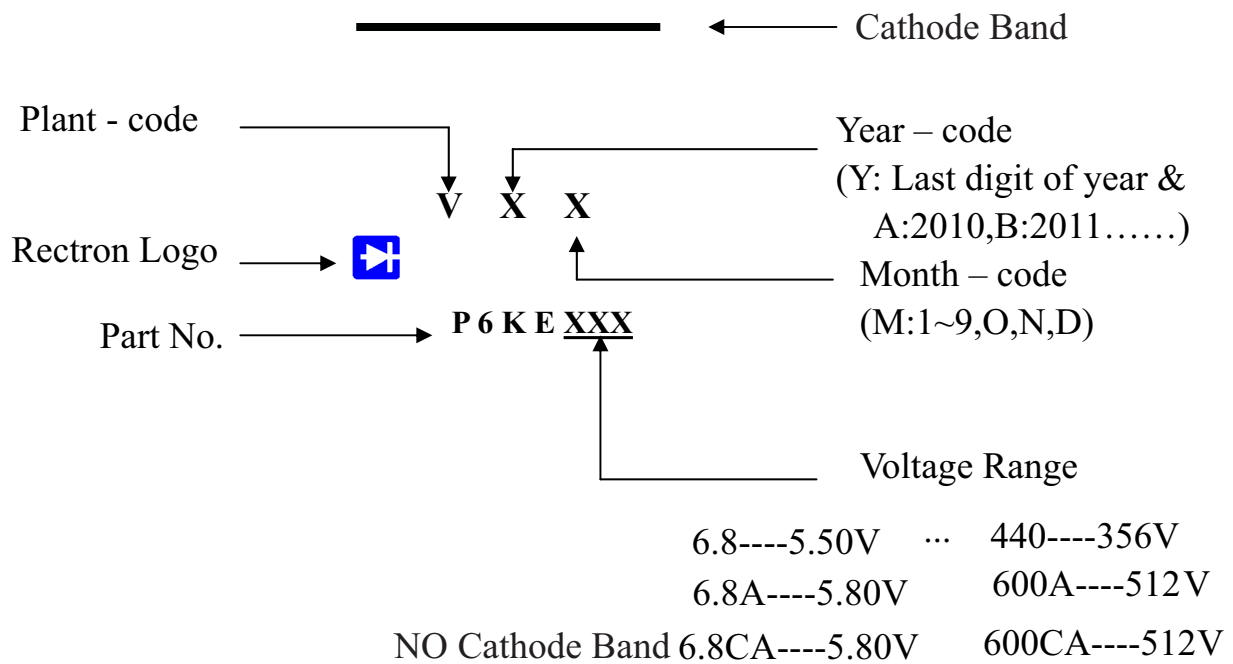 Cathode Band
Plant - code
Year – code
(Y: Last digit of year &
A:2010,B:2011……)
V X X
Rectron Logo
Month – code
(M:1~9,O,N,D)
Part No.
P 6 K E XXX
Voltage Range
6.8----5.50V ... 440----356V
6.8A----5.80V 600A----512V
NO Cathode Band 6.8CA----5.80V 600CA----512V